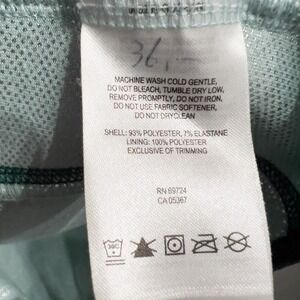 36,-
MACHINE WASH COLD GENTLE,
DO NOT BLEACH, TUMBLE DRY LOW,
REMOVE PROMPTLY, DO NOT IRON,
DO NOT USE FABRIC SOFTENER,
DO NOT DRYCLEAN
SHELL: 93% POLYESTER, 7% ELASTANE
LINING: 100% POLYESTER
EXCLUSIVE OF TRIMMING
RN 69724
CA 05367